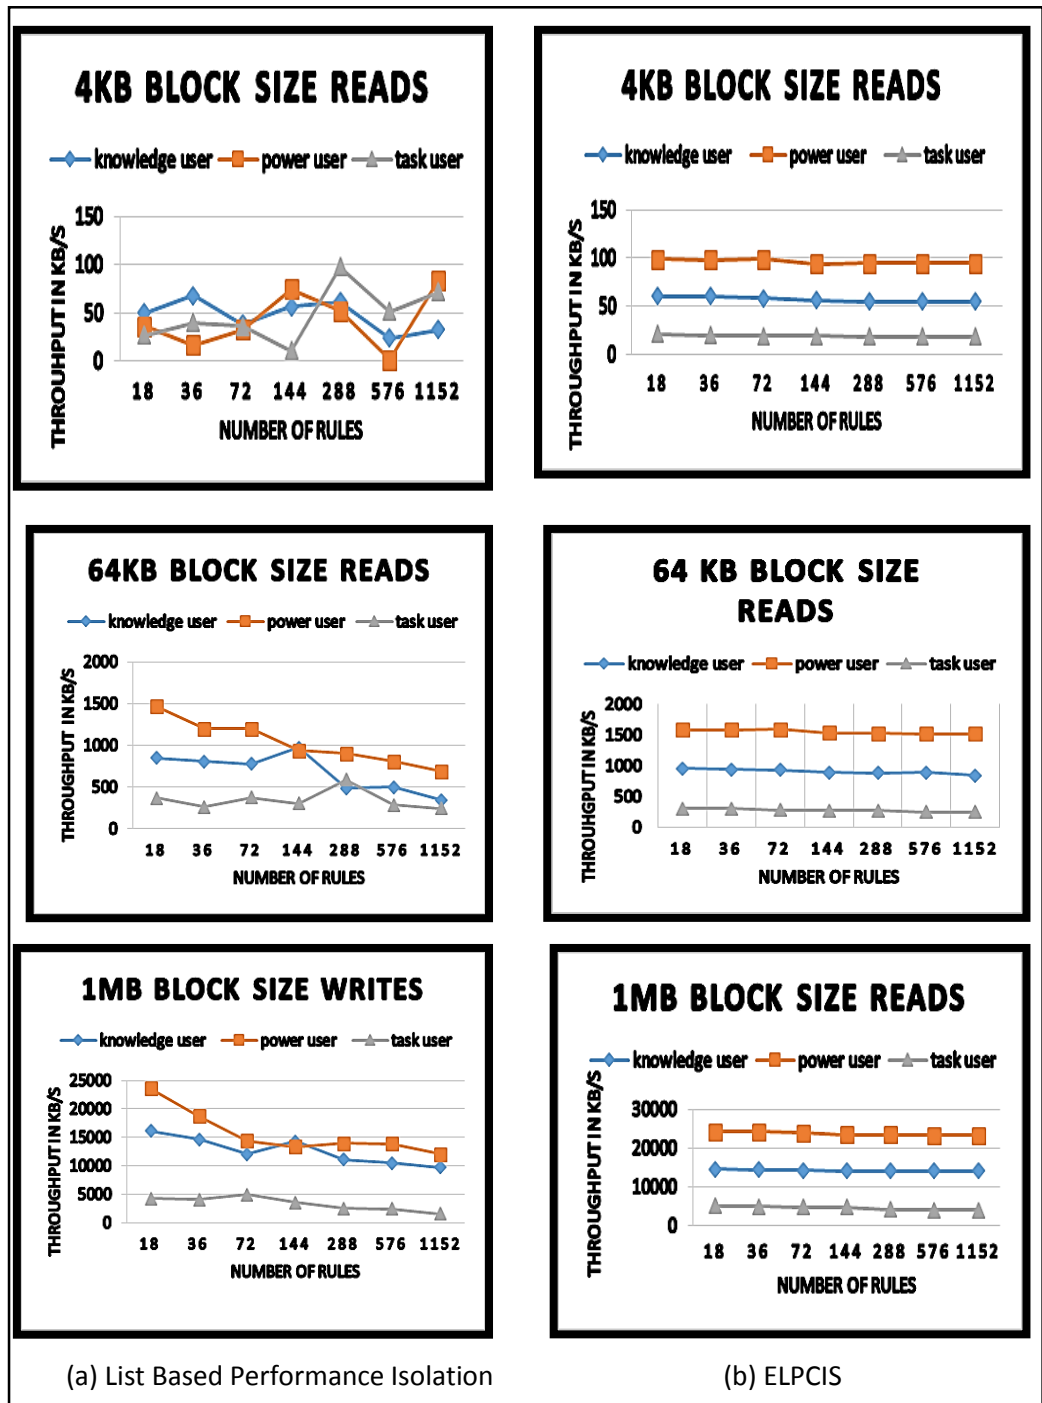 4KB BLOCK SIZE READS
knowledge user power user task user
THROUHPUT IN KB/S
150
100
50
0
18 36 72 144 288 576 1152
NUMBER OF RULES
4KB BLOCK SIZE READS
knowledge user power user task user
THROUGHPUT IN KB/S
150
100
50
0
18 36 72 144 288 576 1152
NUMBER OF RULES
64KB BLOCK SIZE READS
knowledge user power user task user
THROUGHPUT IN KB/S
2000
1500
1000
500
0
18 36 72 144 288 576 1152
NUMBER OF RULES
64 KB BLOCK SIZE
READS
knowledge user power user task user
THROUHGPUT IN KB/S
2000
1500
1000
500
0
18 36 72 144 288 576 1152
NUMBER OF RULES
1MB BLOCK SIZE WRITES
knowledge user power user task user
THROUGHPUT IN KB/S
25000
20000
15000
10000
5000
0
18 36 72 144 288 576 1152
NUMBER OF RULES
1MB BLOCK SIZE READS
knowledge user power user task user
THROUGHPUT IN KB/S
30000
20000
10000
0
18 36 72 144 288 576 1152
NUMBER OF RULES
(a) List Based Performance Isolation
(b) ELPCIS